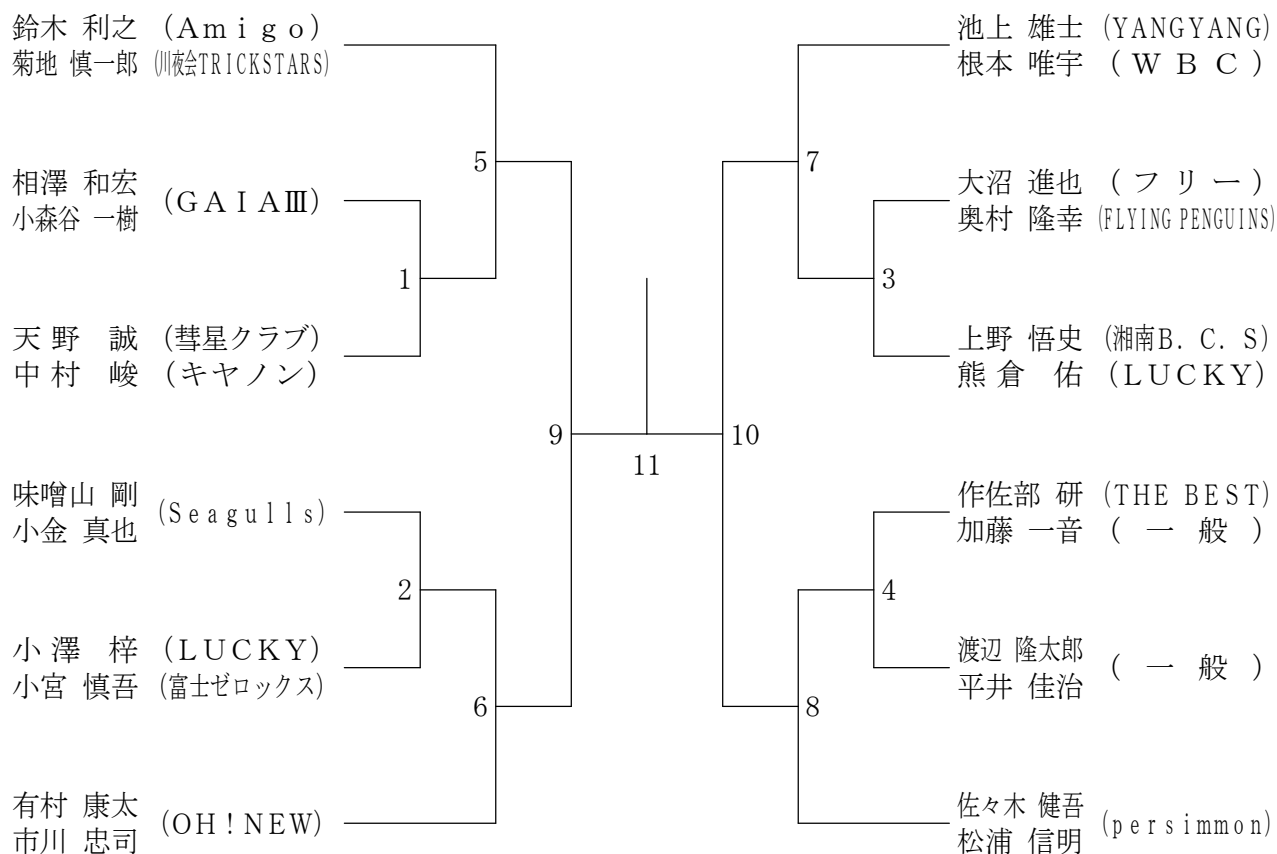 鈴木 利之 (Amigo)
菊地 慎一郎 (川夜会TRICKSTARS)
5
相澤 和宏 (GAIAⅢ)
小森谷 一樹
1
天野 誠 (彗星クラブ)
中村 峻 (キヤノン)
9
味噌山 剛 (Seagulls)
小金 真也
2
小澤 梓 (LUCKY)
小宮 慎吾 (富士ゼロックス)
6
有村 康太 (OH!NEW)
市川 忠司
11
池上 雄士 (YANGYANG)
根本 唯宇 (WBC)
7
大沼 進也 (フリー)
奥村 隆幸 (FLYING PENGUINS)
3
上野 悟史 (湘南B.C.S)
熊倉 佑 (LUCKY)
10
作佐部 研 (THE BEST)
加藤 一音 (一般)
4
渡辺 隆太郎 (一般)
平井 佳治
8
佐々木 健吾 (persimmon)
松浦 信明